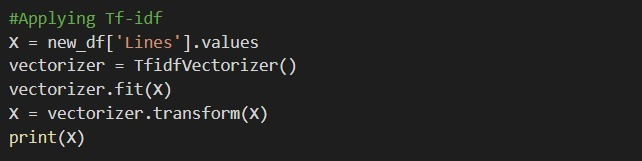 #Applying Tf-idf
X = new_df['Lines'].values
vectorizer = TfidfVectorizer()
vectorizer.fit(X)
X = vectorizer.transform(X)
print(X)